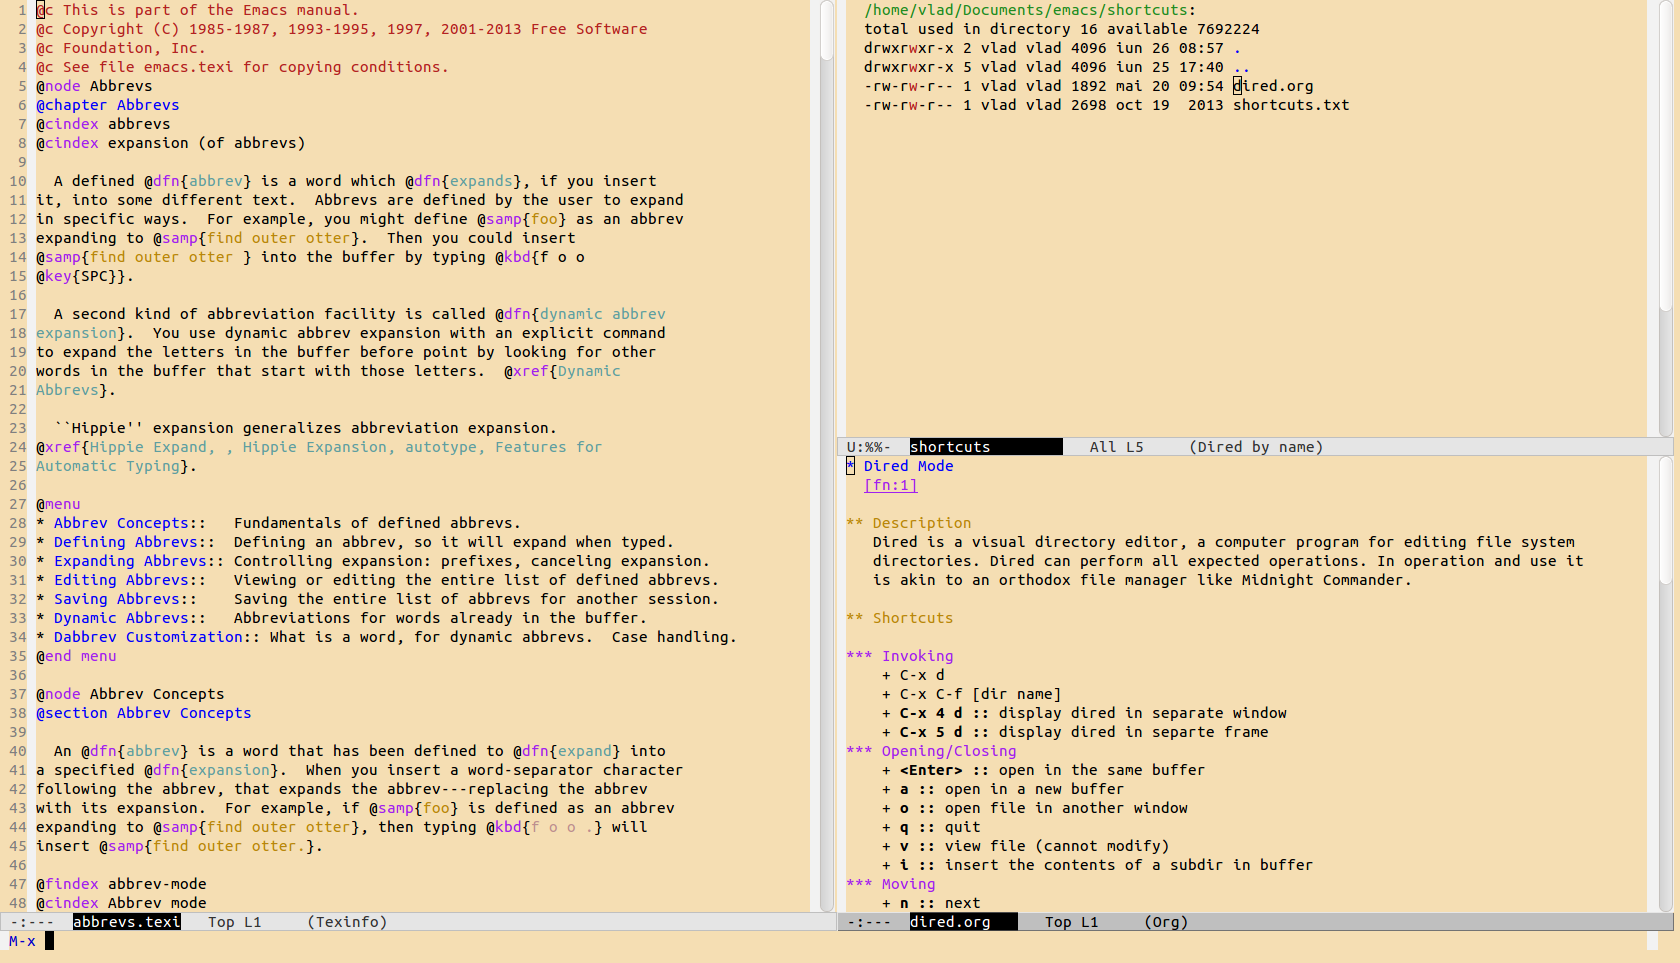 1 @c This is part of the Emacs manual.
2 @c Copyright (C) 1985-1987, 1993-1995, 1997, 2001-2013 Free Software
3 @c Foundation, Inc.
4 @c See file emacs.texi for copying conditions.
5 @node Abbrevs
6 @chapter Abbrevs
7 @cindex abbrevs
8 @cindex expansion (of abbrevs)
9
10   A defined @dfn{abbrev} is a word which @dfn{expands}, if you insert
11 it, into some different text.  Abbrevs are defined by the user to expand
12 in specific ways.  For example, you might define @samp{foo} as an abbrev
13 expanding to @samp{find outer otter}.  Then you could insert
14 @samp{find outer otter } into the buffer by typing @kbd{f o o
15 @key{SPC}}.
16
17   A second kind of abbreviation facility is called @dfn{dynamic abbrev
18 expansion}.  You use dynamic abbrev expansion with an explicit command
19 to expand the letters in the buffer before point by looking for other
20 words in the buffer that start with those letters.  @xref{Dynamic
21 Abbrevs}.
22
23   ``Hippie'' expansion generalizes abbreviation expansion.
24 @xref{Hippie Expand, , Hippie Expansion, autotype, Features for
25 Automatic Typing}.
26
27 @menu
28 * Abbrev Concepts::   Fundamentals of defined abbrevs.
29 * Defining Abbrevs::  Defining an abbrev, so it will expand when typed.
30 * Expanding Abbrevs:: Controlling expansion: prefixes, canceling expansion.
31 * Editing Abbrevs::   Viewing or editing the entire list of defined abbrevs.
32 * Saving Abbrevs::    Saving the entire list of abbrevs for another session.
33 * Dynamic Abbrevs::   Abbreviations for words already in the buffer.
34 * Dabbrev Customization:: What is a word, for dynamic abbrevs.  Case handling.
35 @end menu
36
37 @node Abbrev Concepts
38 @section Abbrev Concepts
39
40   An @dfn{abbrev} is a word that has been defined to @dfn{expand} into
41 a specified @dfn{expansion}.  When you insert a word-separator character
42 following the abbrev, that expands the abbrev---replacing the abbrev
43 with its expansion.  For example, if @samp{foo} is defined as an abbrev
44 expanding to @samp{find outer otter}, then typing @kbd{f o o .} will
45 insert @samp{find outer otter.}.
46
47 @findex abbrev-mode
48 @cindex Abbrev mode
-:---  abbrevs.texi   Top L1     (Texinfo)
/home/vlad/Documents/emacs/shortcuts:
total used in directory 16 available 7692224
drwxrwxr-x 2 vlad vlad 4096 iun 26 08:57 .
drwxrwxr-x 5 vlad vlad 4096 iun 25 17:40 ..
-rw-rw-r-- 1 vlad vlad 1892 mai 20 09:54 dired.org
-rw-rw-r-- 1 vlad vlad 2698 oct 19  2013 shortcuts.txt
U:%%-  shortcuts   All L5     (Dired by name)
* Dired Mode
[fn:1]
** Description
Dired is a visual directory editor, a computer program for editing file system
directories. Dired can perform all expected operations. In operation and use it
is akin to an orthodox file manager like Midnight Commander.
** Shortcuts
*** Invoking
+ C-x d
+ C-x C-f [dir name]
+ C-x 4 d :: display dired in separate window
+ C-x 5 d :: display dired in separte frame
*** Opening/Closing
+ <Enter> :: open in the same buffer
+ a :: open in a new buffer
+ o :: open file in another window
+ q :: quit
+ v :: view file (cannot modify)
+ i :: insert the contents of a subdir in buffer
*** Moving
+ n :: next
-:---  dired.org   Top L1     (Org)
M-x